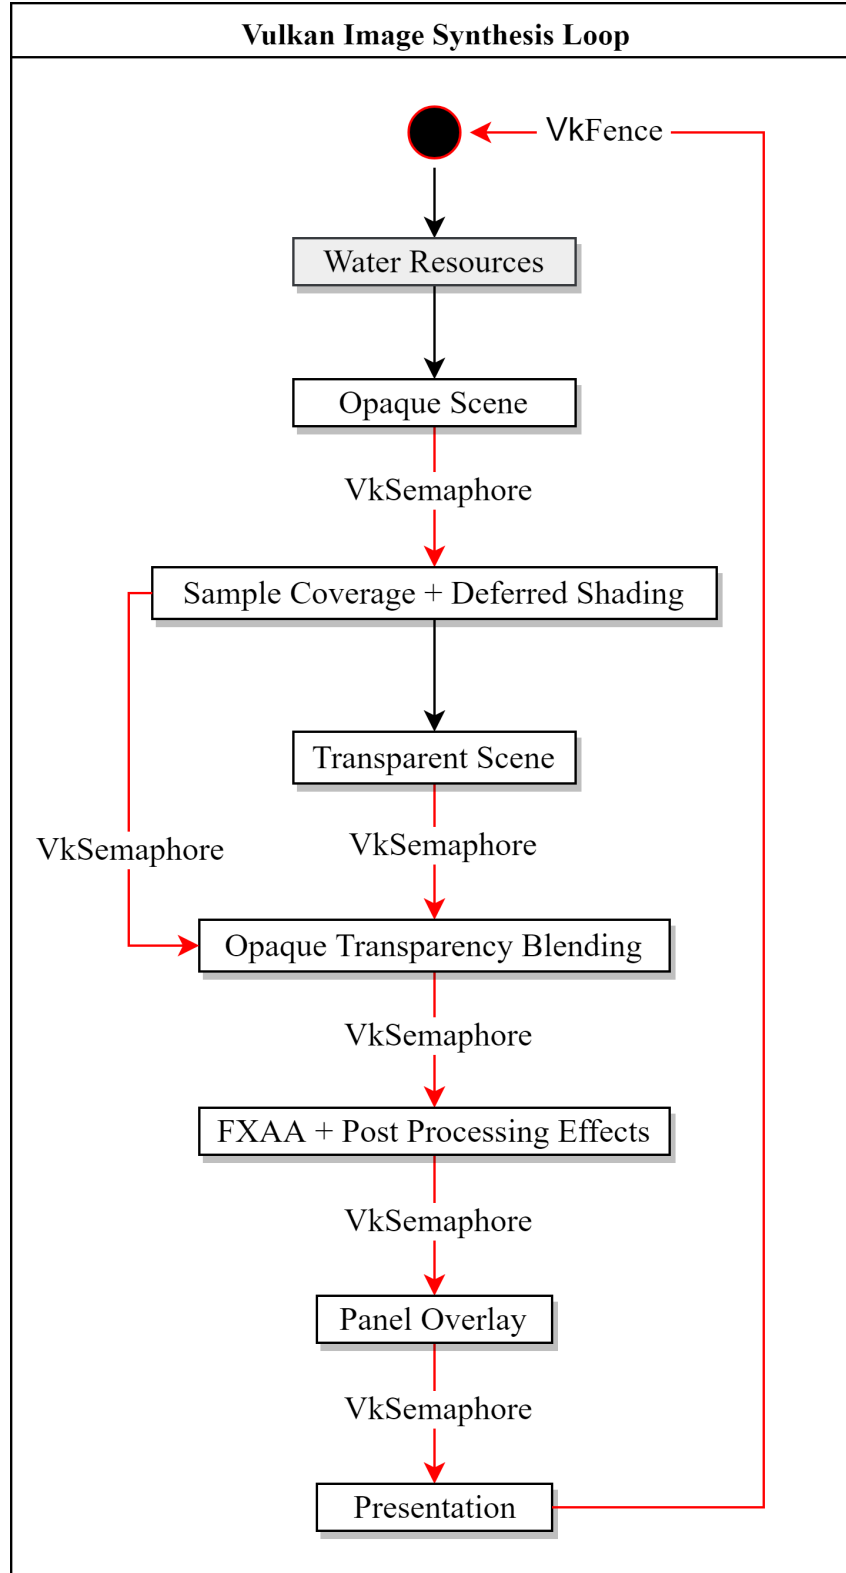 Vulkan Image Synthesis Loop
VkFence
Water Resources
Opaque Scene
VkSemaphore
Sample Coverage + Deferred Shading
Transparent Scene
VkSemaphore
VkSemaphore
Opaque Transparency Blending
VkSemaphore
FXAA + Post Processing Effects
VkSemaphore
Panel Overlay
VkSemaphore
Presentation